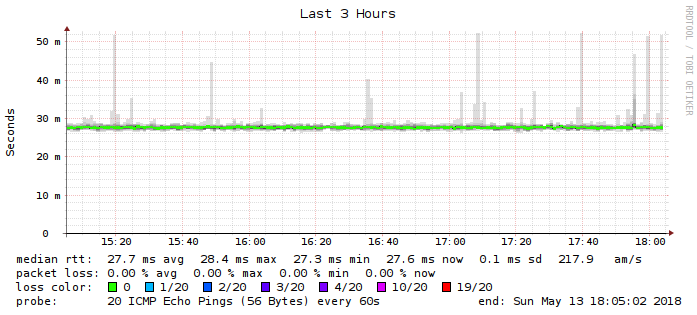 Last 3 Hours
RRDTOOL / TOBI OETIKER
Seconds
50 m
40 m
30 m
20 m
10 m
0
15:20 15:40 16:00 16:20 16:40 17:00 17:20 17:40 18:00
median rtt: 27.7 ms avg 28.4 ms max 27.3 ms min 27.6 ms now 0.1 ms sd 217.9 am/s
packet loss: 0.00 % avg 0.00 % max 0.00 % min 0.00 % now
loss color: 0 1/20 2/20 3/20 4/20 10/20 19/20
probe: 20 ICMP Echo Pings (56 Bytes) every 60s end: Sun May 13 18:05:02 2018